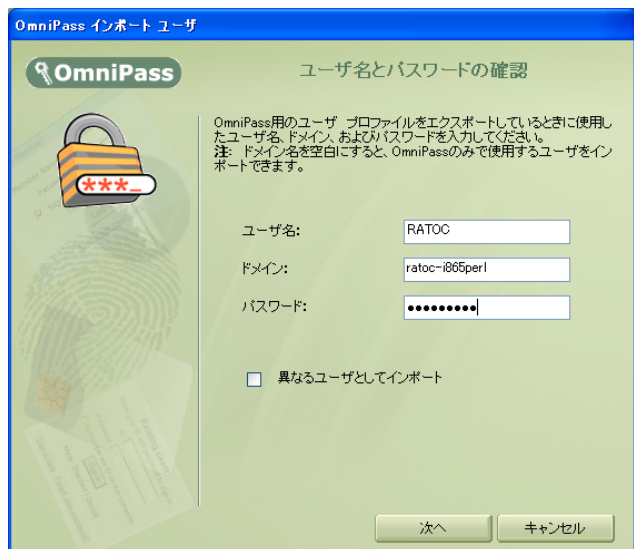 OmniPass インポート ユーザ
OmniPass
ユーザ名とパスワードの確認
OmniPass用のユーザ プロファイルをエクスポートしているときに使用し
たユーザ名、ドメイン、およびパスワードを入力してください。
注: ドメイン名を空白にすると、OmniPassのみで使用するユーザをイン
ポートできます。
***_
ユーザ名:
RATOC
ドメイン:
ratoc-i865perl
パスワード:
●●●●●●●●●
異なるユーザとしてインポート
次へ
キャンセル